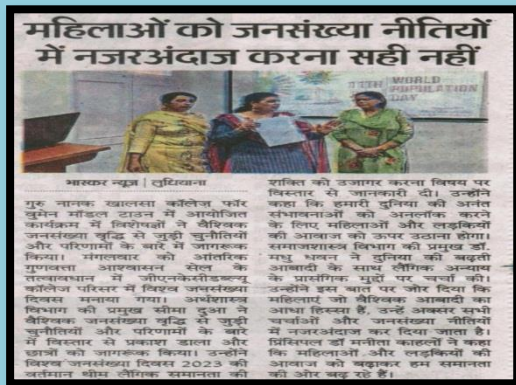 महिलाओं को जनसंख्या नीतियों
में नजरअंदाज करना सही नहीं
11TH WORLD
POPULATION
DAY
भास्कर न्यूज | लुधियाना
गुरु नानक खालसा कॉलेज फॉर
वुमेन मॉडल टाउन में आयोजित
कार्यक्रम में विशेषज्ञों ने वैश्विक
जनसंख्या वृद्धि से जुड़ी चुनौतियों
और परिणामों के बारे में जागरूक
किया। मंगलवार को आंतरिक
गुणवत्ता आश्वासन सेल के
तत्वावधान में जीएनकेसीडब्ल्यू
कॉलेज परिसर में विश्व जनसंख्या
दिवस मनाया गया। अर्थशास्त्र
विभाग की प्रमुख सीमा दुआ ने
वैश्विक जनसंख्या वृद्धि से जुड़ी
चुनौतियों और परिणामों के बारे
में विस्तार से प्रकाश डाला और
छात्रों को जागरूक किया। उन्होंने
विश्व जनसंख्या दिवस 2023 की
वर्तमान थीम लैंगिक समानता की
शक्ति को उजागर करना विषय पर
विस्तार से जानकारी दी। उन्होंने
कहा कि हमारी दुनिया की अनंत
संभावनाओं को अनलॉक करने
के लिए महिलाओं और लड़कियों
की आवाज को ऊपर उठाना होगा।
समाजशास्त्र विभाग की प्रमुख डॉ.
मधु धवन ने दुनिया की बढ़ती
आबादी के साथ लैंगिक अन्याय
के प्रासंगिक मुद्दों पर चर्चा की।
उन्होंने इस बात पर जोर दिया कि
महिलाएं जो वैश्विक आबादी का
आधा हिस्सा हैं, उन्हें अक्सर सभी
चर्चाओं और जनसंख्या नीतियों
में नजरअंदाज कर दिया जाता है।
प्रिंसिपल डॉ मनीता काहलों ने कहा
कि महिलाओं और लड़कियों की
आवाज को बढ़ाकर हम समानता
की ओर बढ़ रहे हैं।